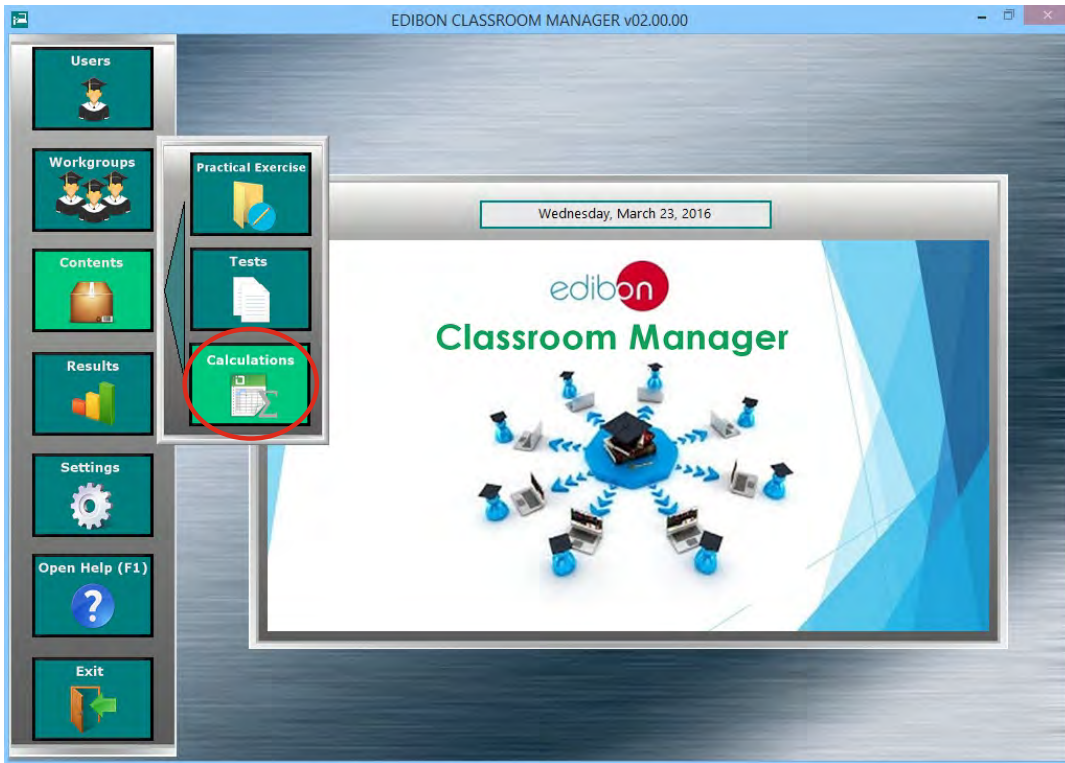 EDIBON CLASSROOM MANAGER v02.00.00
Users
Workgroups
Contents
Results
Settings
Open Help (F1)
?
Exit
Practical Exercise
Tests
Calculations
Σ
Wednesday, March 23, 2016
edibon
Classroom Manager